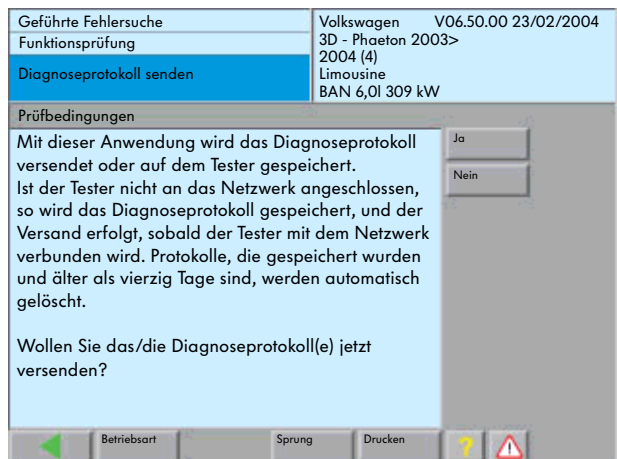 Geführte Fehlersuche
Funktionsprüfung
Diagnoseprotokoll senden
Volkswagen V06.50.00 23/02/2004
3D - Phaeton 2003>
2004 (4)
Limousine
BAN 6,0l 309 kW
Prüfbedingungen
Mit dieser Anwendung wird das Diagnoseprotokoll
versendet oder auf dem Tester gespeichert.
Ist der Tester nicht an das Netzwerk angeschlossen,
so wird das Diagnoseprotokoll gespeichert, und der
Versand erfolgt, sobald der Tester mit dem Netzwerk
verbunden wird. Protokolle, die gespeichert wurden
und älter als vierzig Tage sind, werden automatisch
gelöscht.
Wollen Sie das/die Diagnoseprotokoll(e) jetzt
versenden?
Ja
Nein
Betriebsart
Sprung
Drucken
?